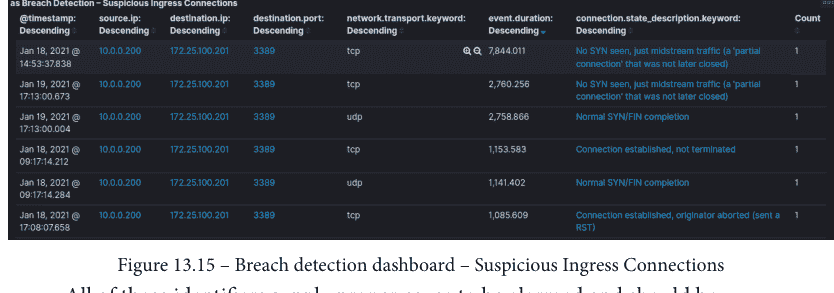 as Breach Detection – Suspicious Ingress Connections
@timestamp: source.ip: destination.ip: destination.port: network.transport.keyword: event.duration: connection.state_description.keyword: Count
Descending Descending Descending Descending Descending Descending Descending
Jan 18, 2021 @ 10.0.0.200 172.25.100.201 3389 tcp 7,844.011 No SYN seen, just midstream traffic (a 'partial 1
14:53:37.838 connection' that was not later closed)
Jan 19, 2021 @ 10.0.0.200 172.25.100.201 3389 tcp 2,760.256 No SYN seen, just midstream traffic (a 'partial 1
17:13:00.673 connection' that was not later closed)
Jan 19, 2021 @ 10.0.0.200 172.25.100.201 3389 udp 2,758.866 Normal SYN/FIN completion 1
17:13:00.004
Jan 18, 2021 @ 10.0.0.200 172.25.100.201 3389 tcp 1,153.583 Connection established, not terminated 1
09:17:14.212
Jan 18, 2021 @ 10.0.0.200 172.25.100.201 3389 udp 1,141.402 Normal SYN/FIN completion 1
09:17:14.284
Jan 18, 2021 @ 10.0.0.200 172.25.100.201 3389 tcp 1,085.609 Connection established, originator aborted (sent a 1
17:08:07.658 RST)
Figure 13.15 – Breach detection dashboard – Suspicious Ingress Connections